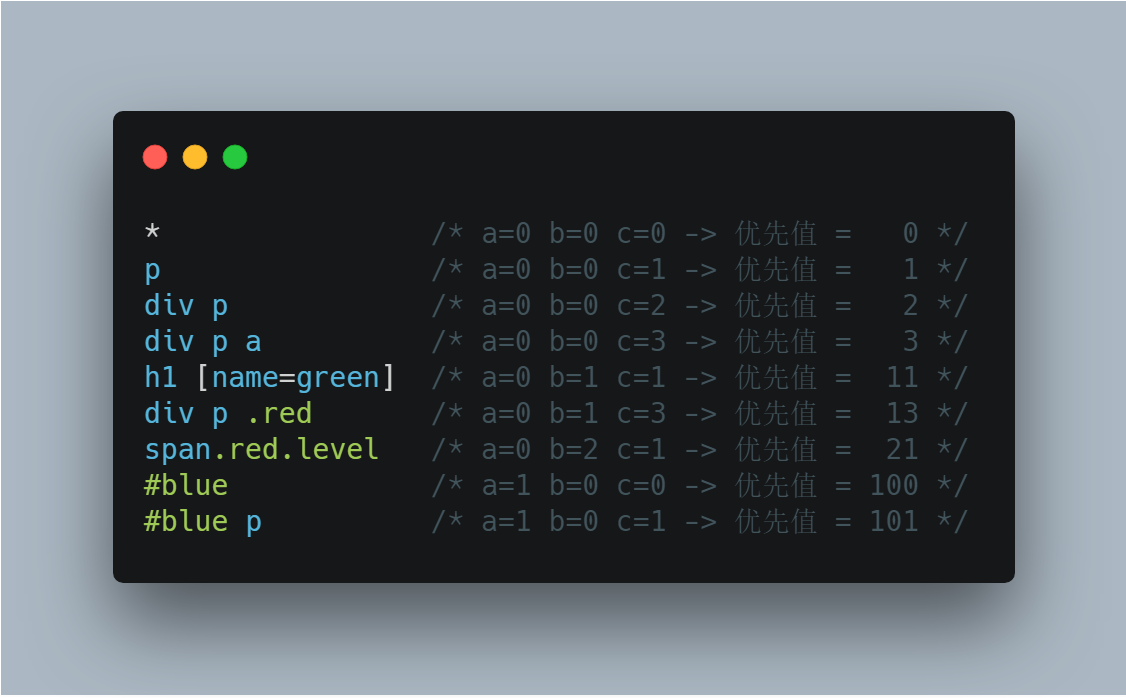 *                /* a=0 b=0 c=0 -> 优先值 =   0 */
p                /* a=0 b=0 c=1 -> 优先值 =   1 */
div p            /* a=0 b=0 c=2 -> 优先值 =   2 */
div p a          /* a=0 b=0 c=3 -> 优先值 =   3 */
h1 [name=green]  /* a=0 b=1 c=1 -> 优先值 =  11 */
div p .red       /* a=0 b=1 c=3 -> 优先值 =  13 */
span.red.level   /* a=0 b=2 c=1 -> 优先值 =  21 */
#blue            /* a=1 b=0 c=0 -> 优先值 = 100 */
#blue p          /* a=1 b=0 c=1 -> 优先值 = 101 */